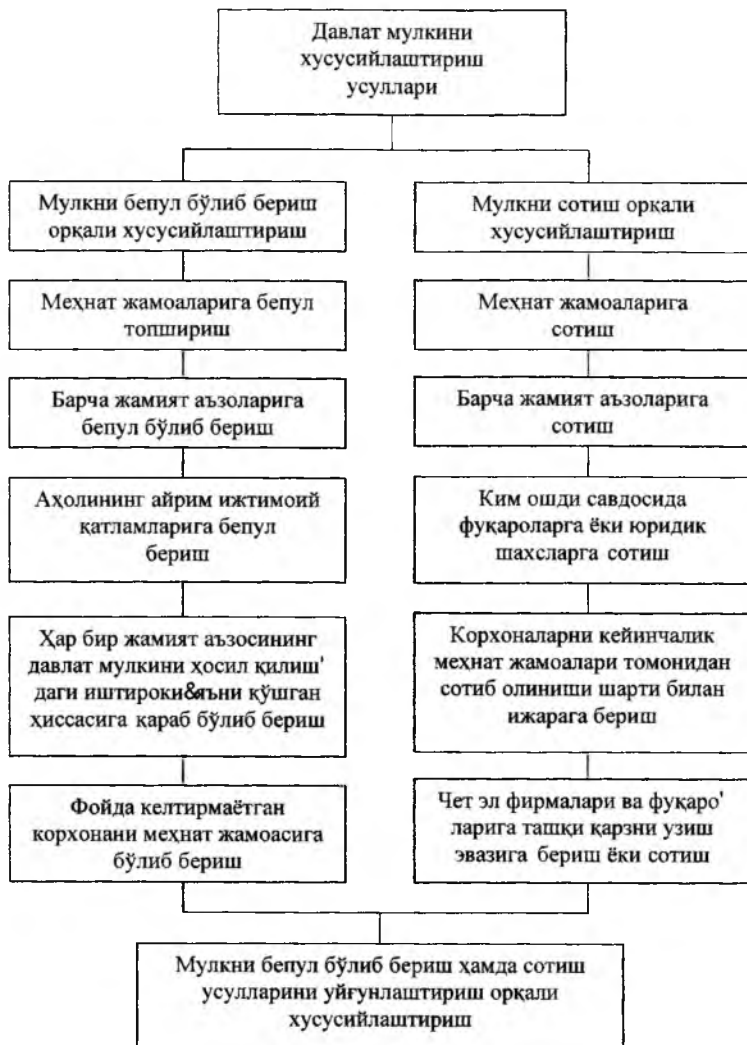 Давлат мулкини
хусусийлаштириш
усуллари
Мулкни бепул бўлиб бериш
орқали хусусийлаштириш
Меҳнат жамоаларига бепул
топшириш
Барча жамият аъзоларига
бепул бўлиб бериш
Аҳолининг айрим ижтимоий
қатламларига бепул
бериш
Ҳар бир жамият аъзосининг
давлат мулкини ҳосил қилиш'
даги иштироки&яъни қўшган
ҳиссасига қараб бўлиб бериш
Фойда келтирмаётган
корхонани меҳнат жамоасига
бўлиб бериш
Мулкни сотиш орқали
хусусийлаштириш
Меҳнат жамоаларига
сотиш
Барча жамият аъзоларига
сотиш
Ким ошди савдосида
фуқароларга ёки юридик
шахсларга сотиш
Корхоналарни кейинчалик
меҳнат жамоалари томонидан
сотиб олиниши шарти билан
ижарага бериш
Чет эл фирмалари ва фуқаро'
ларига ташқи қарзни узиш
эвазига бериш ёки сотиш
Мулкни бепул бўлиб бериш ҳамда сотиш
усулларини уйғунлаштириш орқали
хусусийлаштириш